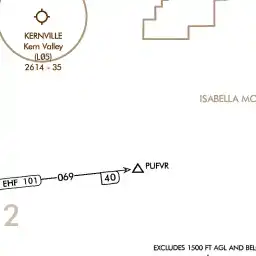 KERNVILLE
Kern Valley
(L05)
2614 - 35
ISABELLA MO
PUFVR
EHF 101
069
40
2
EXCLUDES 1500 FT AGL AND BEL